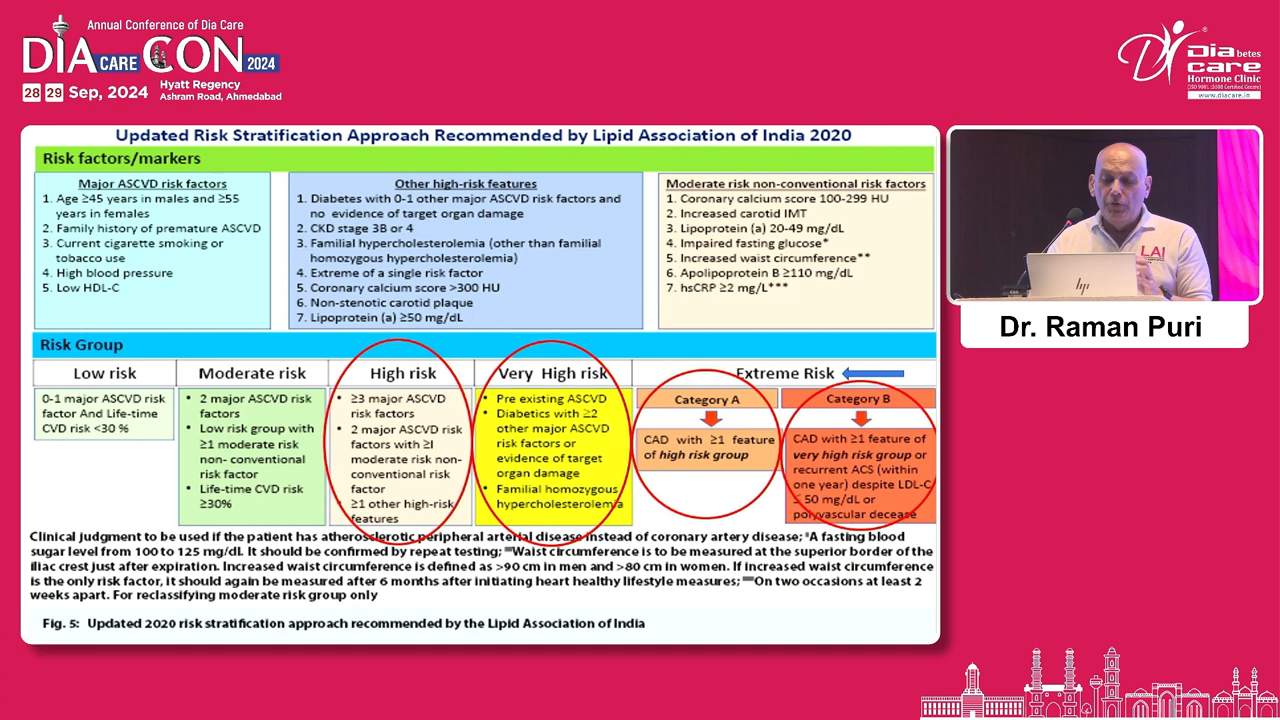 Annual Conference of Dia Care
DIA CARE CON 2024
28 29 Sep, 2024
Hyatt Regency
Ashram Road, Ahmedabad
Dia betes
care
Hormone Clinic
(ISO 9001 : 2008 Certified Centre)
www.diacare.in
Updated Risk Stratification Approach Recommended by Lipid Association of India 2020
Risk factors/markers
Major ASCVD risk factors
1. Age ≥45 years in males and ≥55
years in females
2. Family history of premature ASCVD
3. Current cigarette smoking or
tobacco use
4. High blood pressure
5. Low HDL-C
Other high-risk features
1. Diabetes with 0-1 other major ASCVD risk factors and
no evidence of target organ damage
2. CKD stage 3B or 4
3. Familial hypercholesterolemia (other than familial
homozygous hypercholesterolemia)
4. Extreme of a single risk factor
5. Coronary calcium score >300 HU
6. Non-stenotic carotid plaque
7. Lipoprotein (a) ≥50 mg/dL
Moderate risk non-conventional risk factors
1. Coronary calcium score 100-299 HU
2. Increased carotid IMT
3. Lipoprotein (a) 20-49 mg/dL
4. Impaired fasting glucose*
5. Increased waist circumference**
6. Apolipoprotein B ≥110 mg/dL
7. hsCRP ≥2 mg/L***
Risk Group
Low risk
0-1 major ASCVD risk
factor And Life-time
CVD risk <30 %
Moderate risk
• 2 major ASCVD risk
factors
• Low risk group with
≥1 moderate risk
non- conventional
risk factor
• Life-time CVD risk
≥30%
High risk
• ≥3 major ASCVD
risk factors
• 2 major ASCVD risk
factors with ≥I
moderate risk non-
conventional risk
factor
• ≥1 other high-risk
features
Very High risk
• Pre existing ASCVD
• Diabetics with ≥2
other major ASCVD
risk factors or
evidence of target
organ damage
• Familial homozygous
hypercholesterolemia
Extreme Risk
Category A
CAD with ≥1 feature
of high risk group
Category B
CAD with ≥1 feature of
very high risk group or
recurrent ACS (within
one year) despite LDL-C
≤ 50 mg/dL or
polyvascular decease
Clinical judgment to be used if the patient has atherosclerotic peripheral arterial disease instead of coronary artery disease; *A fasting blood
sugar level from 100 to 125 mg/dl. It should be confirmed by repeat testing; **Waist circumference is to be measured at the superior border of the
iliac crest just after expiration. Increased waist circumference is defined as >90 cm in men and >80 cm in women. If increased waist circumference
is the only risk factor, it should again be measured after 6 months after initiating heart healthy lifestyle measures; ***On two occasions at least 2
weeks apart. For reclassifying moderate risk group only
Fig. 5: Updated 2020 risk stratification approach recommended by the Lipid Association of India
LAI
hp
Dr. Raman Puri